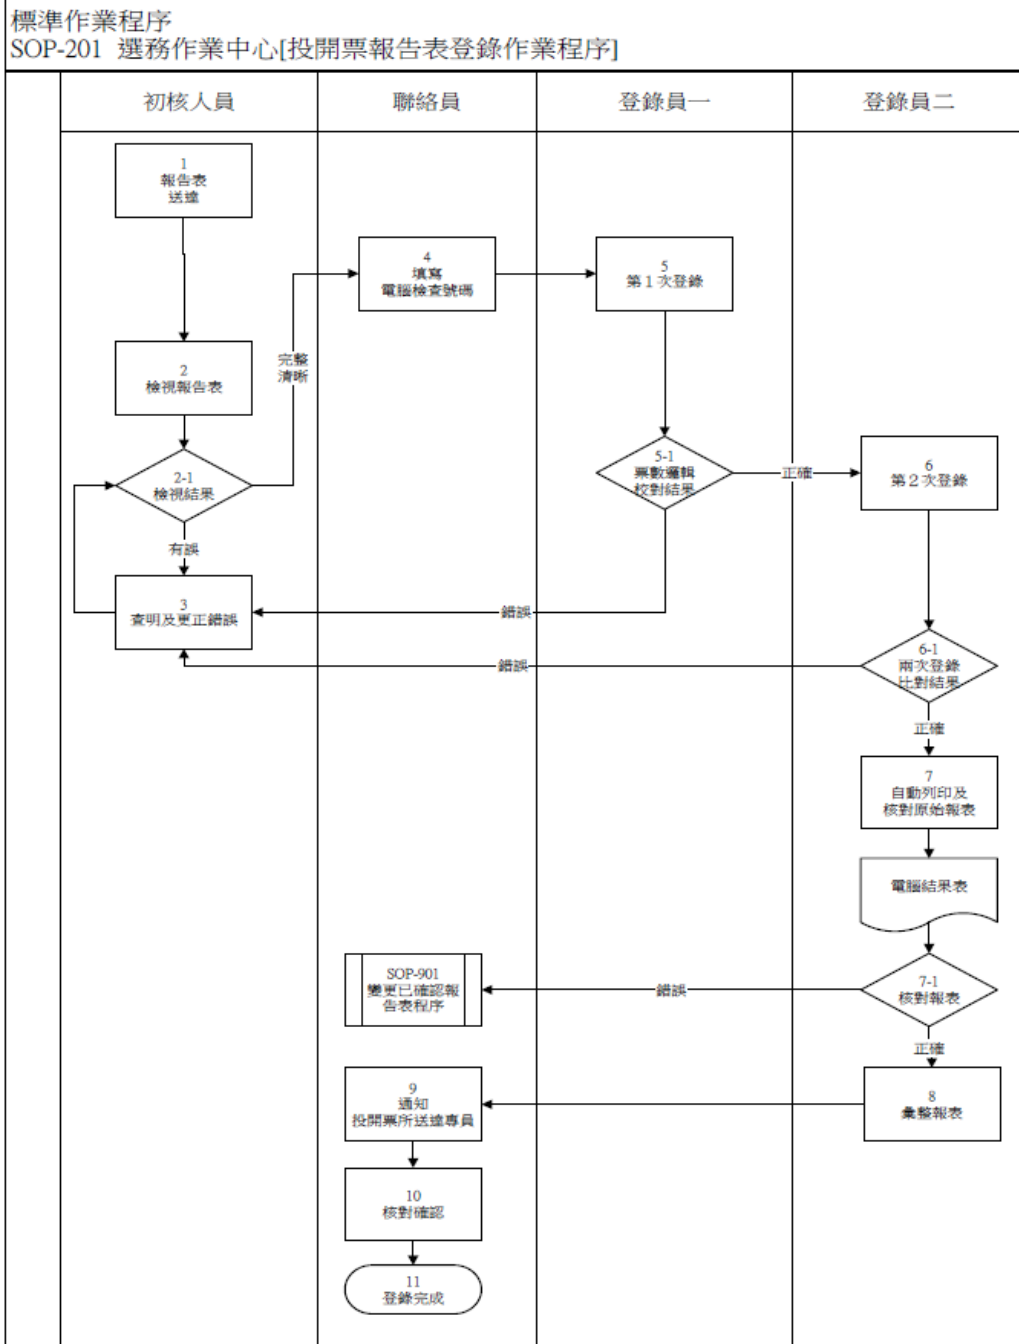 標準作業程序
SOP-201 選務作業中心[投開票報告表登錄作業程序]
初核人員
聯絡員
登錄員一
登錄員二
1
報告表
送達
2
檢視報告表
2-1
檢視結果
有誤
3
查明及更正錯誤
完整
清晰
4
填寫
電腦檢查號碼
5
第１次登錄
5-1
票數邏輯
校對結果
正確
錯誤
6
第２次登錄
6-1
兩次登錄
比對結果
錯誤
正確
7
自動列印及
核對原始報表
電腦結果表
7-1
核對報表
錯誤
SOP-901
變更已確認報
告表程序
正確
8
彙整報表
9
通知
投開票所送達專員
10
核對確認
11
登錄完成